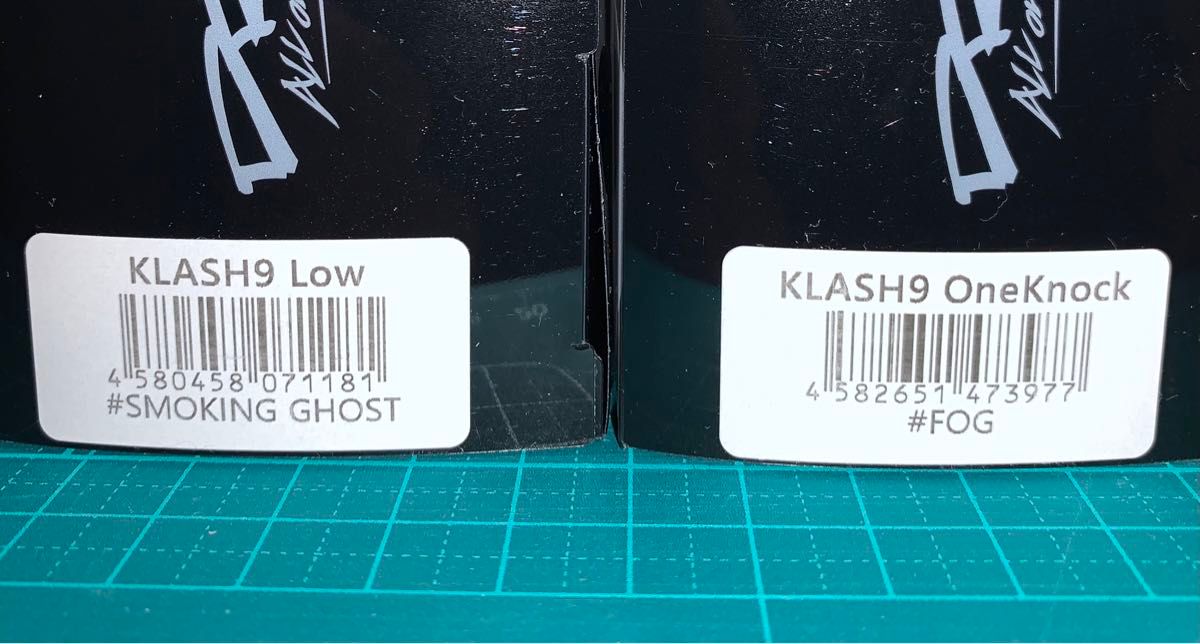 KLASH9 Low
4 580458 071181
#SMOKING GHOST
KLASH9 OneKnock
4 582651 473977
#FOG